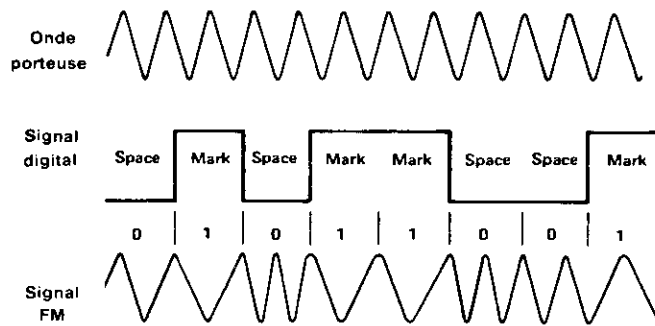 Onde
porteuse
Signal
digital
Space Mark Space Mark Mark Space Space Mark
0 1 0 1 1 0 0 1
Signal
FM